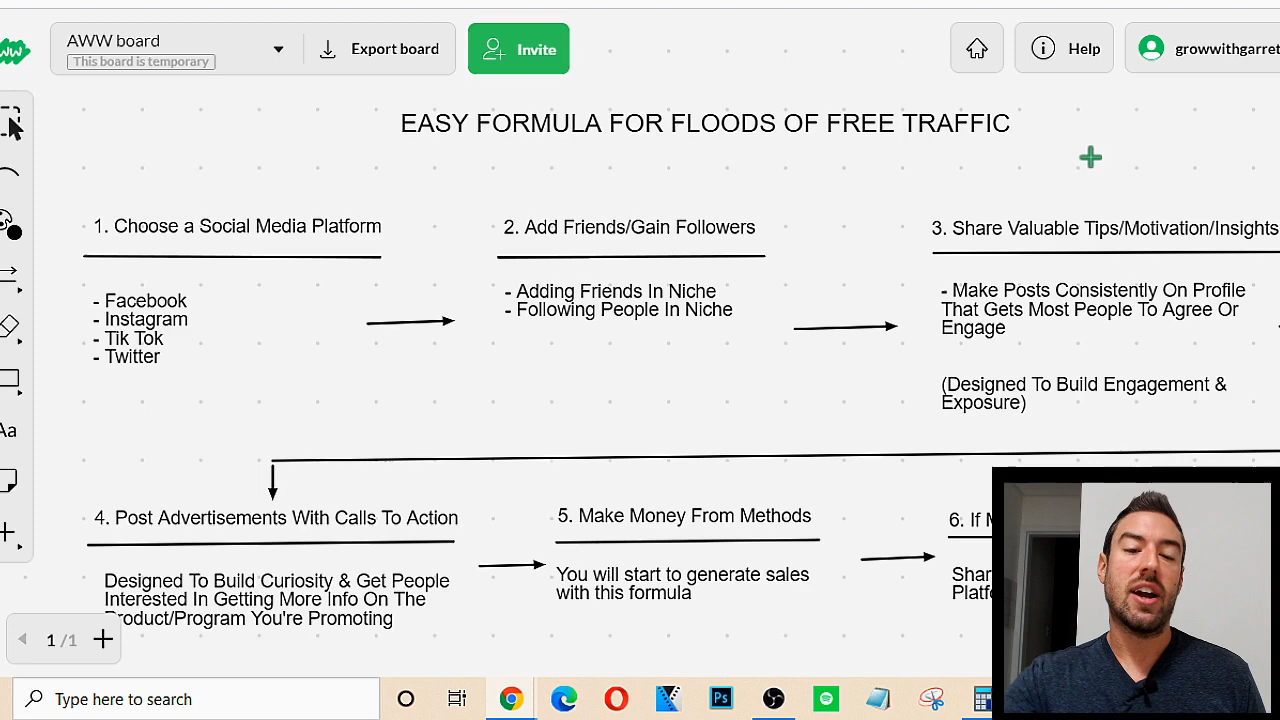 AWW board
This board is temporary
Export board
Invite
Help
growwithgarret
EASY FORMULA FOR FLOODS OF FREE TRAFFIC
1. Choose a Social Media Platform
2. Add Friends/Gain Followers
3. Share Valuable Tips/Motivation/Insights
- Facebook
- Instagram
- Tik Tok
- Twitter
- Adding Friends In Niche
- Following People In Niche
- Make Posts Consistently On Profile
That Gets Most People To Agree Or
Engage
(Designed To Build Engagement &
Exposure)
Aa
4. Post Advertisements With Calls To Action
5. Make Money From Methods
6. If
Designed To Build Curiosity & Get People
Interested In Getting More Info On The
Product/Program You're Promoting
You will start to generate sales
with this formula
1 /1
Type here to search
Ps